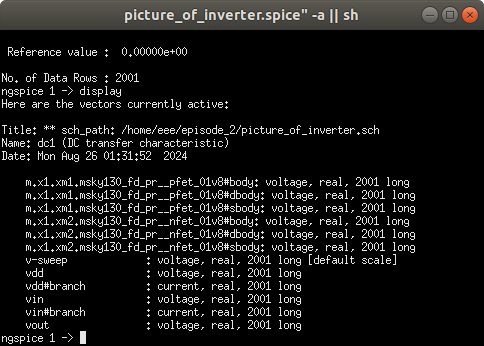 picture_of_inverter.spice" -a || sh
Reference value :  0.00000e+00
No. of Data Rows : 2001
ngspice 1 -> display
Here are the vectors currently active:
Title: ** sch_path: /home/eee/episode_2/picture_of_inverter.sch
Name: dc1 (DC transfer characteristic)
Date: Mon Aug 26 01:31:52  2024
m.x1.xm1.msky130_fd_pr__pfet_01v8#body: voltage, real, 2001 long
m.x1.xm1.msky130_fd_pr__pfet_01v8#dbody: voltage, real, 2001 long
m.x1.xm1.msky130_fd_pr__pfet_01v8#sbody: voltage, real, 2001 long
m.x1.xm2.msky130_fd_pr__nfet_01v8#body: voltage, real, 2001 long
m.x1.xm2.msky130_fd_pr__nfet_01v8#dbody: voltage, real, 2001 long
m.x1.xm2.msky130_fd_pr__nfet_01v8#sbody: voltage, real, 2001 long
v-sweep             : voltage, real, 2001 long [default scale]
vdd                 : voltage, real, 2001 long
vdd#branch          : current, real, 2001 long
vin                 : voltage, real, 2001 long
vin#branch          : current, real, 2001 long
vout                : voltage, real, 2001 long
ngspice 1 ->